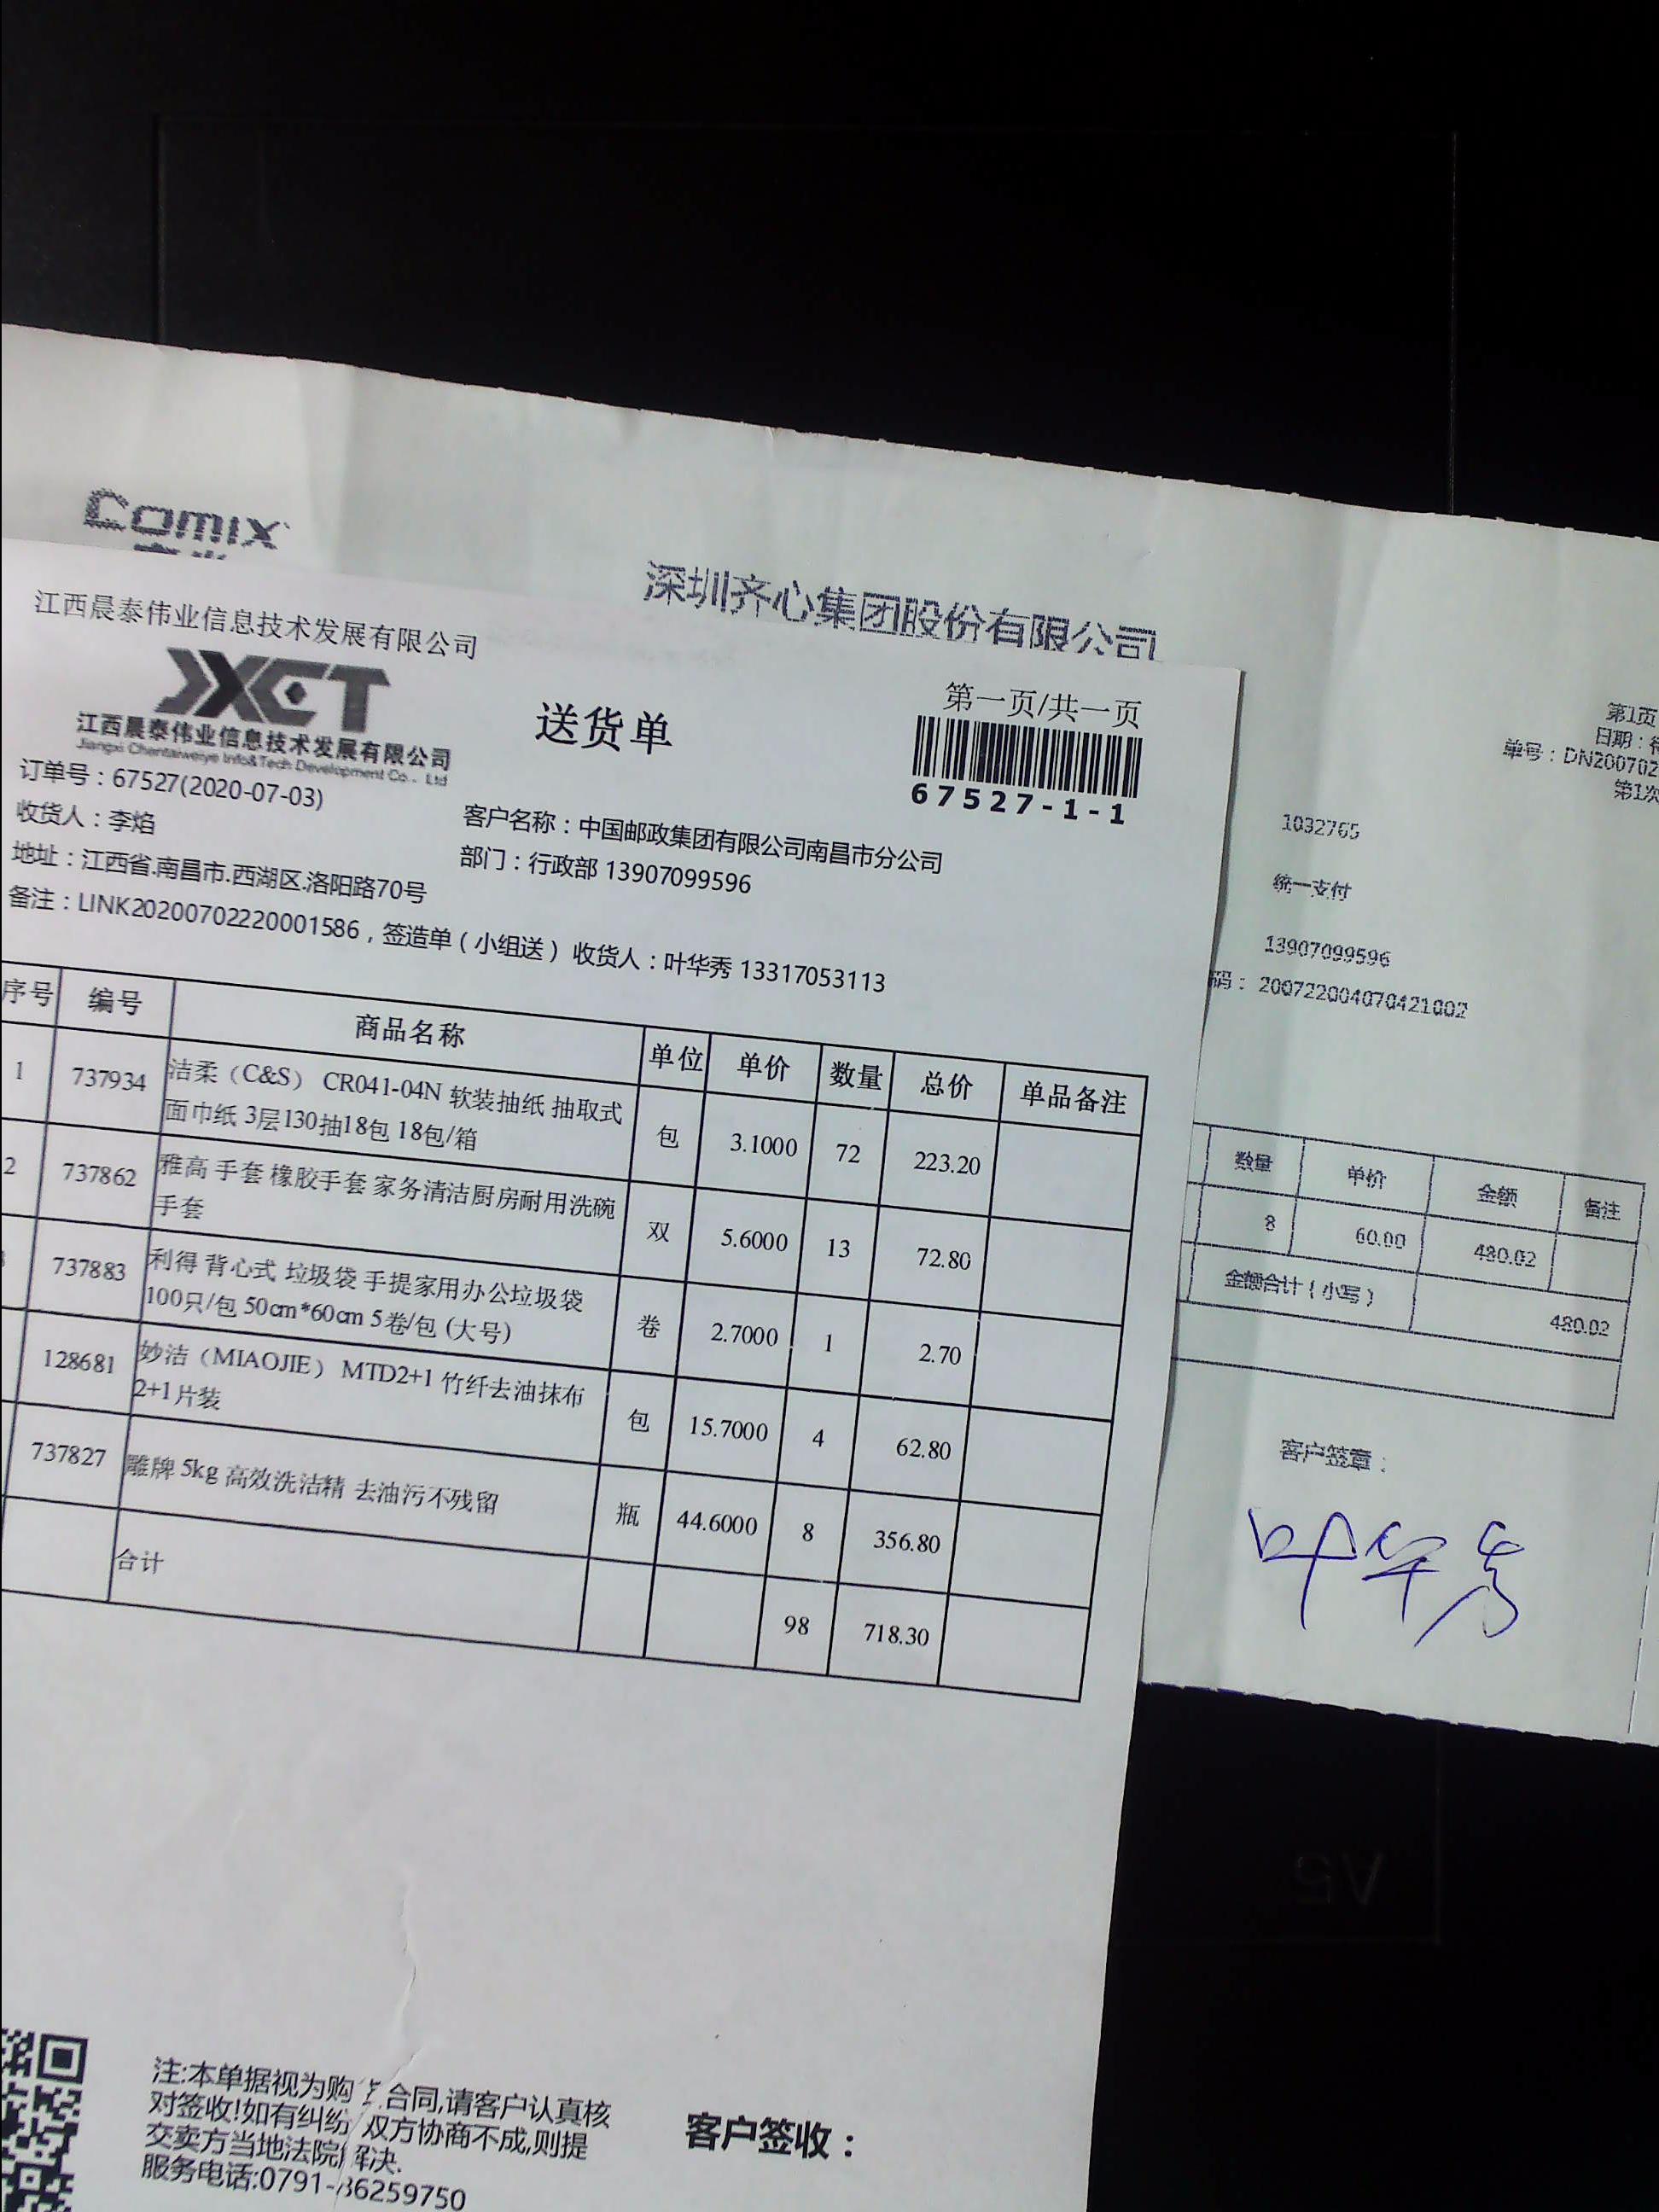 Comix
深圳齐心集团股份有限公司
江西晨泰伟业信息技术发展有限公司
JXCT
江西晨泰伟业信息技术发展有限公司
Jiangxi Chentaiweiye Info&Tech Development Co., Ltd
送货单
第一页/共一页
67527-1-1
订单号：67527(2020-07-03)
收货人：李焰
客户名称：中国邮政集团有限公司南昌市分公司
地址：江西省.南昌市.西湖区.洛阳路70号
部门：行政部 13907099596
备注：LINK20200702220001586，签造单（小组送） 收货人：叶华秀 13317053113
序号 编号 商品名称 单位 单价 数量 总价 单品备注
1 737934 洁柔（C&S） CR041-04N 软装抽纸 抽取式
面巾纸 3层130抽18包 18包/箱 包 3.1000 72 223.20
2 737862 雅高 手套 橡胶手套 家务清洁厨房耐用洗碗
手套 双 5.6000 13 72.80
737883 利得 背心式 垃圾袋 手提家用办公垃圾袋
100只/包 50cm*60cm 5卷/包 (大号) 卷 2.7000 1 2.70
128681 妙洁（MIAOJIE） MTD2+1 竹纤去油抹布
2+1片装 包 15.7000 4 62.80
737827 雕牌 5kg 高效洗洁精 去油污不残留 瓶 44.6000 8 356.80
合计 98 718.30
注:本单据视为购 合同,请客户认真核
对签收!如有纠纷 双方协商不成,则提
交卖方当地法院解决.
服务电话:0791-86259750
客户签收：
第1页
日期：
单号：DN200702
第1次
1032765
统一支付
13907099596
码：200722004070421002
数量 单价 金额 备注
8 60.00 480.02
金额合计（小写） 480.02
客户签章：
叶华秀